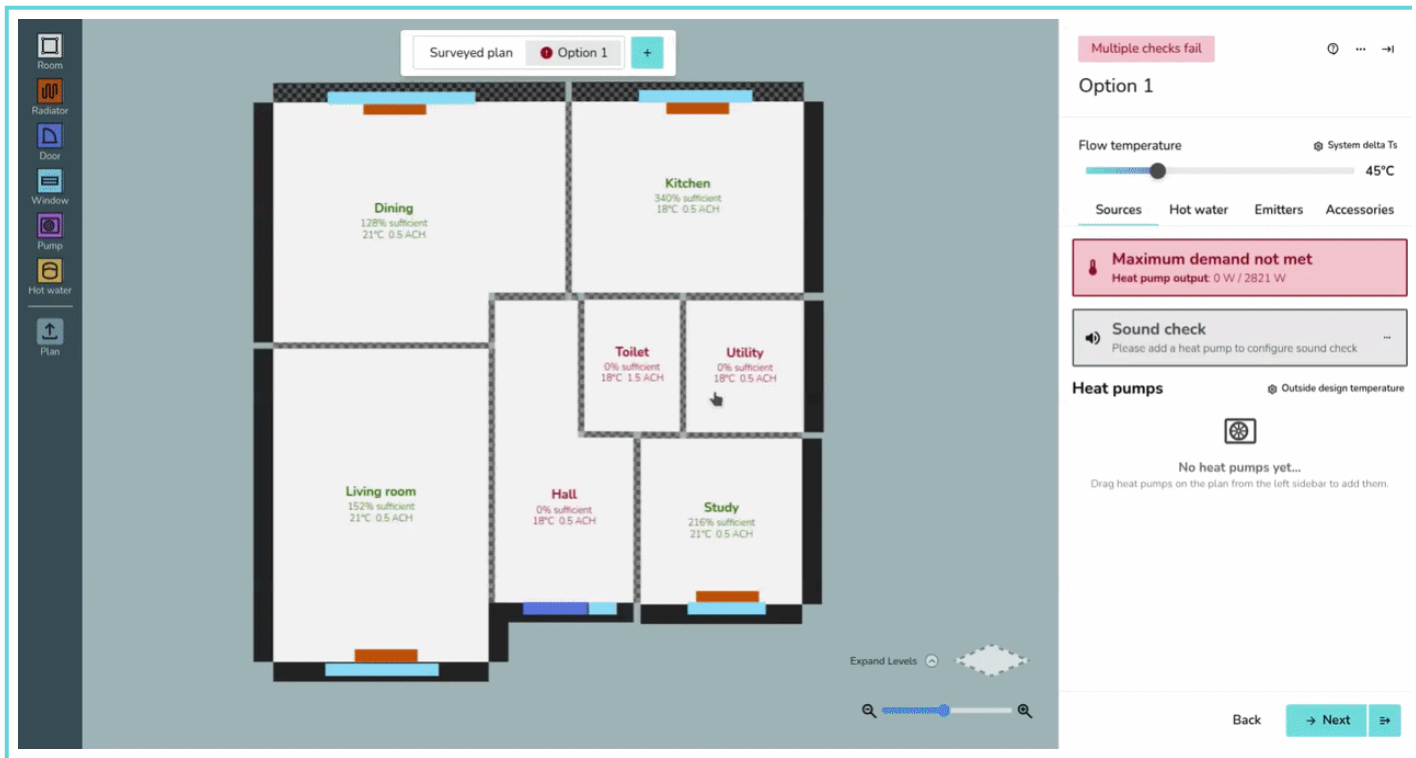 Room
Radiator
Door
Window
Pump
Hot water
Plan
Surveyed plan
Option 1
+
Dining
128% sufficient
21°C 0.5 ACH
Kitchen
340% sufficient
18°C 0.5 ACH
Toilet
0% sufficient
18°C 1.5 ACH
Utility
0% sufficient
18°C 0.5 ACH
Living room
152% sufficient
21°C 0.5 ACH
Hall
0% sufficient
18°C 0.5 ACH
Study
216% sufficient
21°C 0.5 ACH
Expand Levels
Multiple checks fail
Option 1
Flow temperature
System delta Ts
45°C
Sources Hot water Emitters Accessories
Maximum demand not met
Heat pump output: 0 W / 2821 W
Sound check
Please add a heat pump to configure sound check
Heat pumps
Outside design temperature
No heat pumps yet...
Drag heat pumps on the plan from the left sidebar to add them.
Back
→ Next